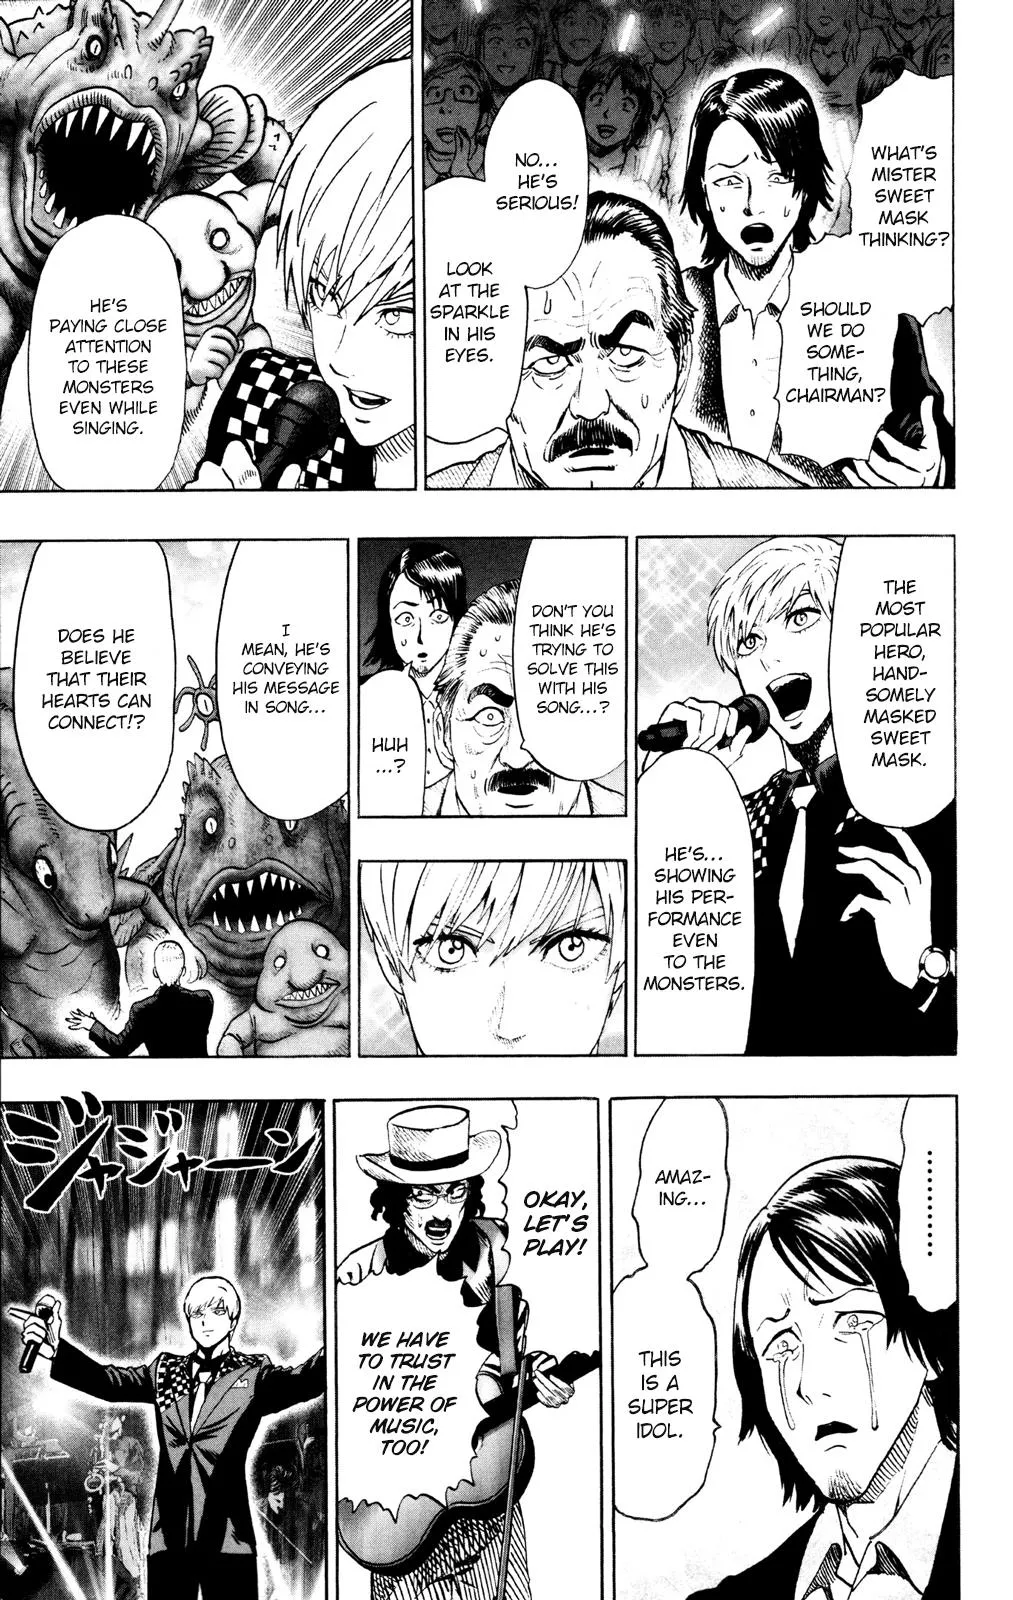 WHAT'S
MISTER
SWEET
MASK
THINKING?
SHOULD
WE DO
SOME-
THING,
CHAIRMAN?
NO...
HE'S
SERIOUS!
LOOK
AT THE
SPARKLE
IN HIS
EYES.
HE'S
PAYING CLOSE
ATTENTION
TO THESE
MONSTERS
EVEN WHILE
SINGING.
THE
MOST
POPULAR
HERO,
HAND-
SOMELY
MASKED
SWEET
MASK.
HE'S...
SHOWING
HIS PER-
FORMANCE
EVEN
TO THE
MONSTERS.
DON'T YOU
THINK HE'S
TRYING TO
SOLVE THIS
WITH HIS
SONG...?
HUH
...?
I
MEAN, HE'S
CONVEYING
HIS MESSAGE
IN SONG...
DOES HE
BELIEVE
THAT THEIR
HEARTS CAN
CONNECT!?
..........
AMAZ-
ING...
THIS
IS A
SUPER
IDOL.
OKAY,
LET'S
PLAY!
WE HAVE
TO TRUST
IN THE
POWER OF
MUSIC,
TOO!
ジャジャーン